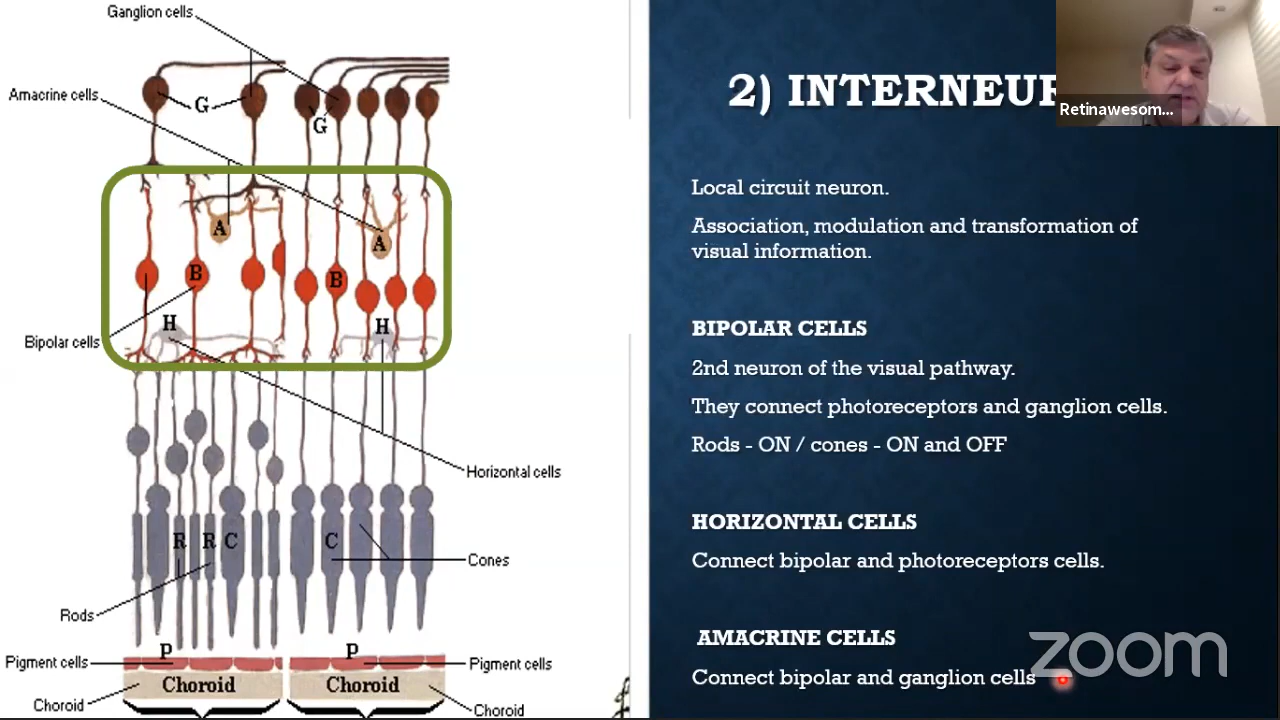 Ganglion cells
Amacrine cells
G
G
A
A
B
B
H
H
Bipolar cells
Horizontal cells
R R C
C
Cones
Rods
P
P
Pigment cells
Pigment cells
Choroid
Choroid
Choroid
Choroid
2) INTERNEUR
Retinawesom...
Local circuit neuron.
Association, modulation and transformation of
visual information.
BIPOLAR CELLS
2nd neuron of the visual pathway.
They connect photoreceptors and ganglion cells.
Rods - ON / cones - ON and OFF
HORIZONTAL CELLS
Connect bipolar and photoreceptors cells.
AMACRINE CELLS
Connect bipolar and ganglion cells
zoom